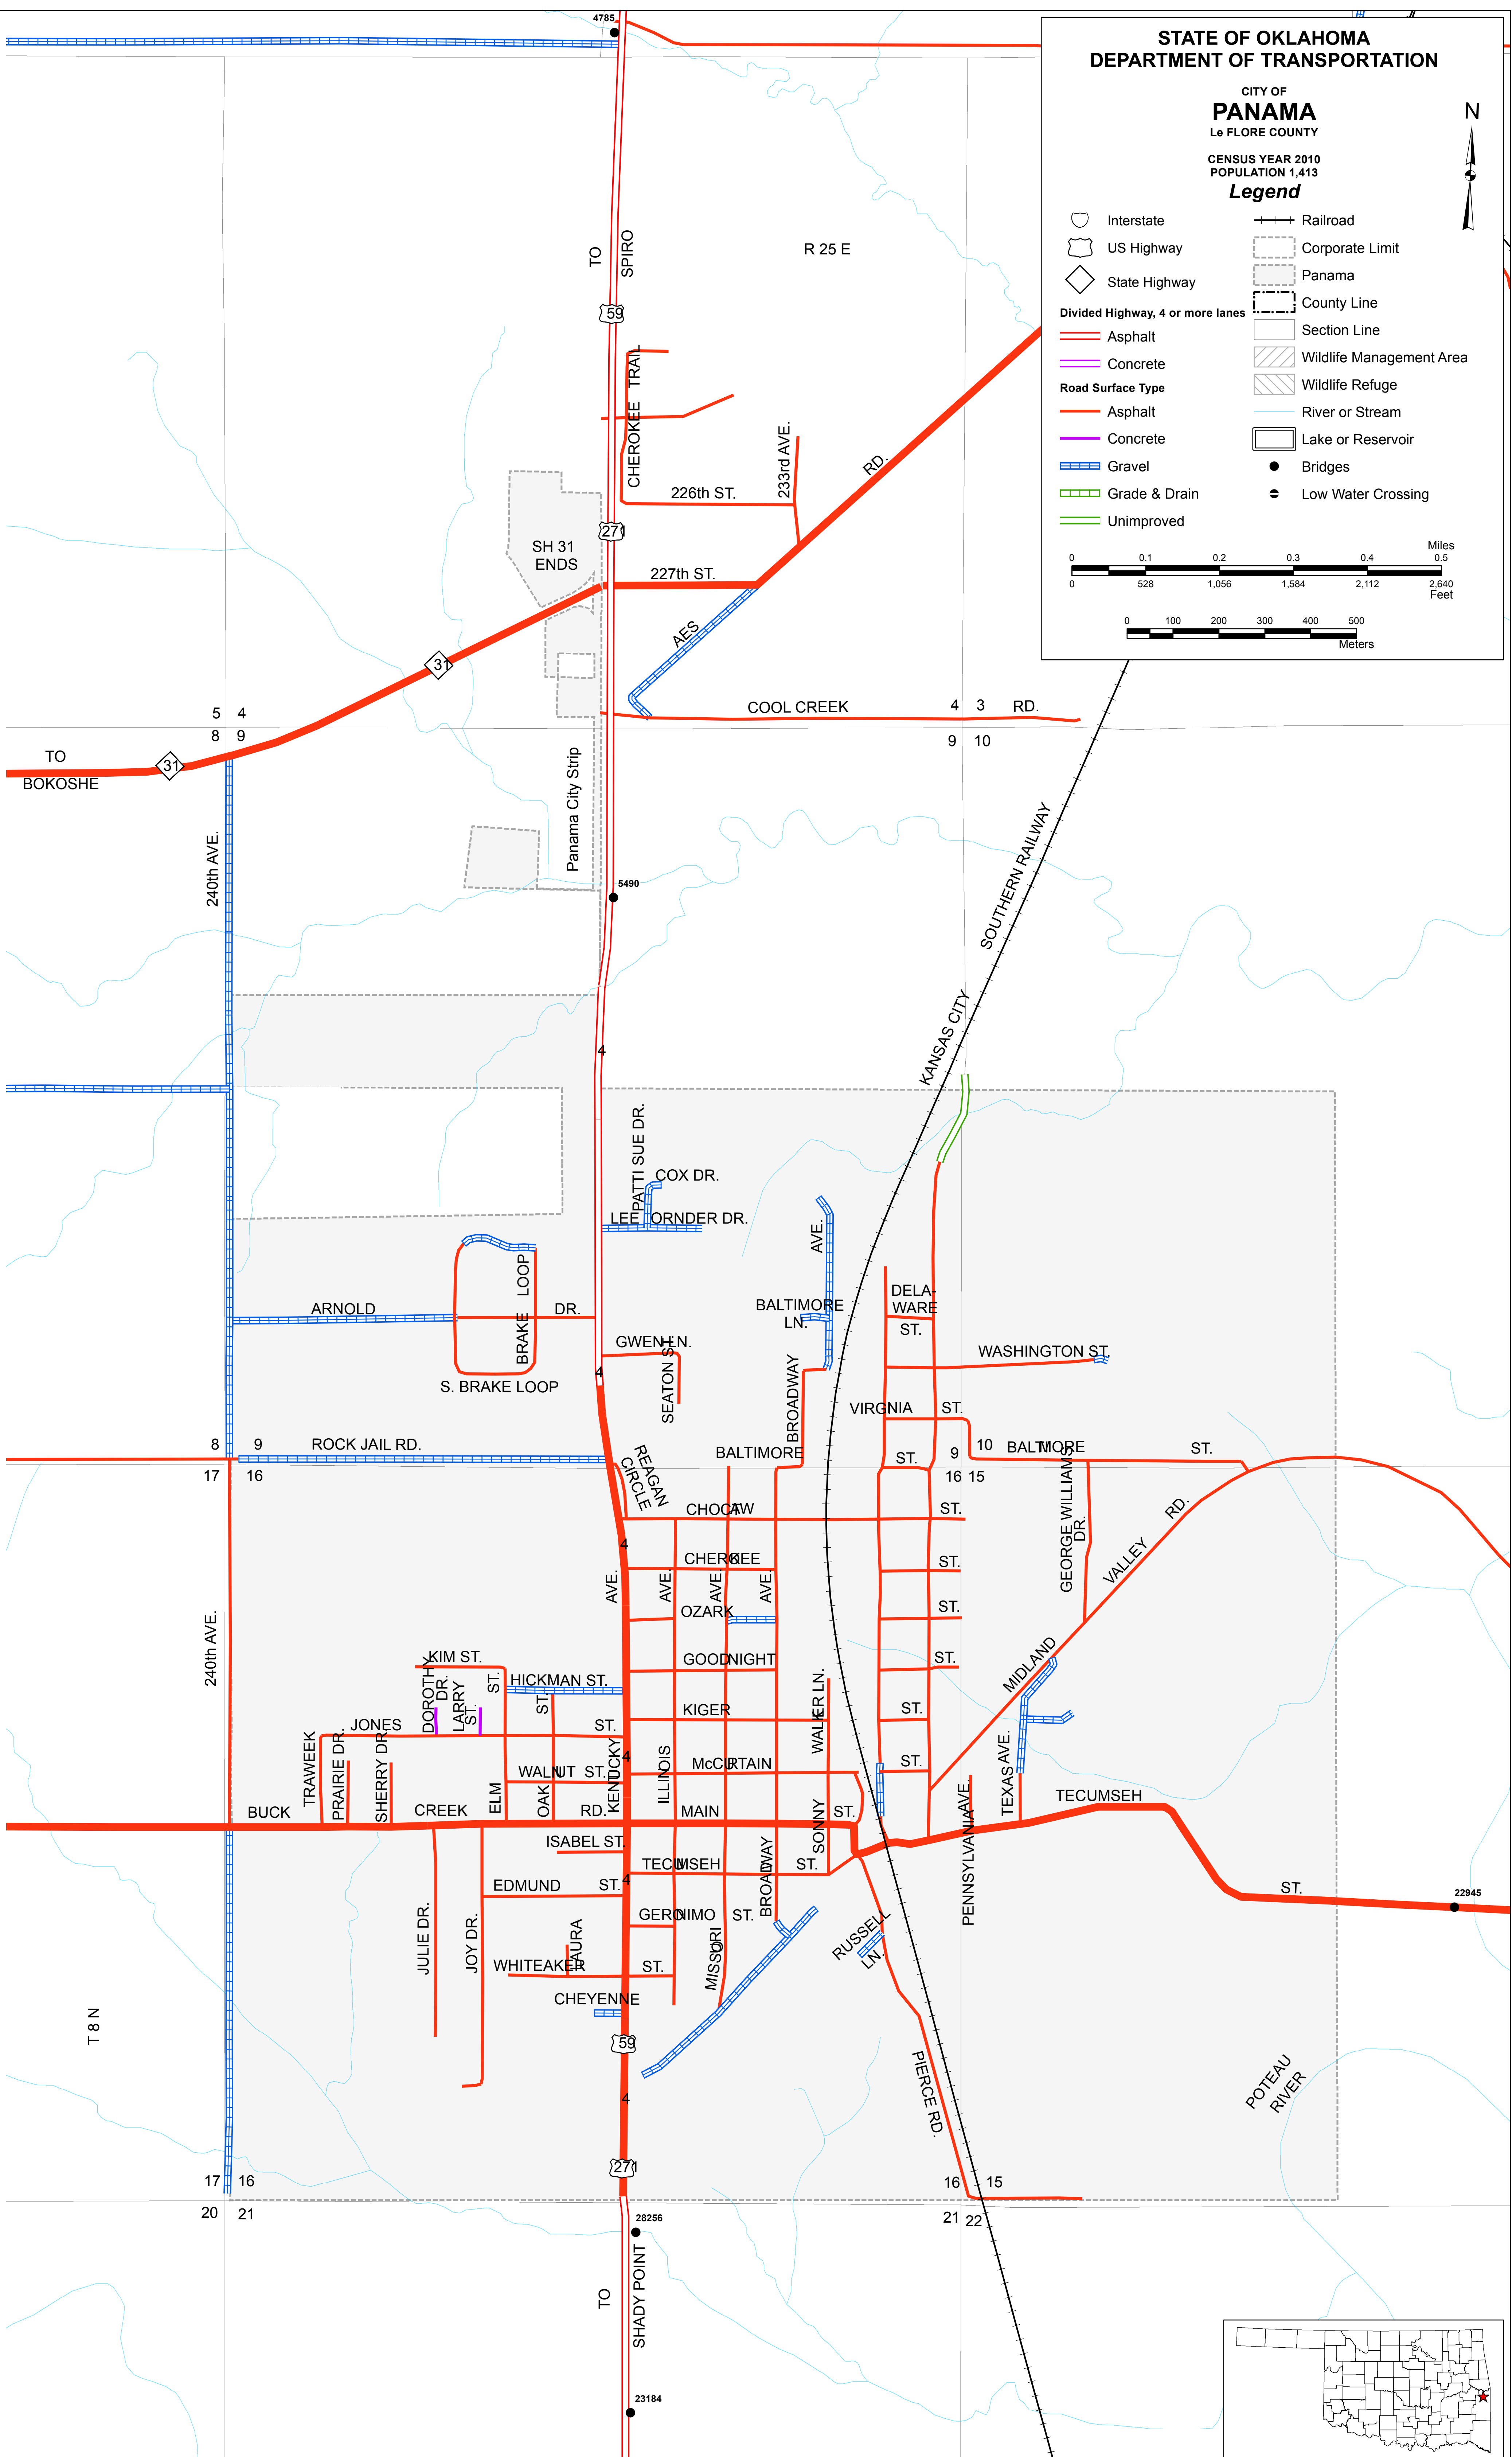 4785
STATE OF OKLAHOMA
DEPARTMENT OF TRANSPORTATION
CITY OF
PANAMA
Le FLORE COUNTY
CENSUS YEAR 2010
POPULATION 1,413
Legend
N
Interstate
US Highway
State Highway
Divided Highway, 4 or more lanes
Asphalt
Concrete
Road Surface Type
Asphalt
Concrete
Gravel
Grade & Drain
Unimproved
Railroad
Corporate Limit
Panama
County Line
Section Line
Wildlife Management Area
Wildlife Refuge
River or Stream
Lake or Reservoir
Bridges
Low Water Crossing
Miles
0 0.1 0.2 0.3 0.4 0.5
0 528 1,056 1,584 2,112 2,640
Feet
0 100 200 300 400 500
Meters
TO
SPIRO
R 25 E
59
CHEROKEE TRAIL
233rd AVE.
RD.
226th ST.
271
SH 31
ENDS
227th ST.
AES
31
5 4
8 9
COOL CREEK
4 3
RD.
9 10
TO
BOKOSHE
31
Panama City Strip
240th AVE.
5490
SOUTHERN RAILWAY
KANSAS CITY
4
PATTI SUE DR.
COX DR.
LEE ORNDER DR.
AVE.
BRAKE LOOP
ARNOLD
DR.
BALTIMORE
LN.
DELA-
WARE
ST.
GWEN LN.
SEATON ST.
WASHINGTON ST.
4
S. BRAKE LOOP
BROADWAY
VIRGINIA ST.
8 9
17 16
ROCK JAIL RD.
REAGAN
CIRCLE
BALTIMORE
ST.
9 10
16 15
BALTIMORE
ST.
GEORGE WILLIAMS
DR.
CHOCTAW
ST.
RD.
VALLEY
4
CHEROKEE
ST.
AVE.
AVE.
AVE.
AVE.
OZARK
ST.
240th AVE.
KIM ST.
GOODNIGHT
ST.
MIDLAND
DOROTHY
DR.
LARRY
ST.
ST.
HICKMAN ST.
ST.
WALKER LN.
KIGER
ST.
JONES
ST.
TRAWEEK
PRAIRIE DR.
SHERRY DR.
4
KENTUCKY
ILLINOIS
McCURTAIN
ST.
WALNUT ST.
ELM
OAK
TEXAS AVE.
AVE.
PENNSYLVANIA
TECUMSEH
BUCK
CREEK
RD.
MAIN
ST.
SONNY
ISABEL ST.
TECUMSEH
ST.
BROADWAY
4
EDMUND
ST.
ST.
22945
GERONIMO ST.
JULIE DR.
JOY DR.
LAURA
MISSOURI
RUSSELL
LN.
WHITEAKER
ST.
CHEYENNE
T 8 N
59
PIERCE RD.
POTEAU
RIVER
4
271
17 16
20 21
16 15
21 22
28256
TO
SHADY POINT
23184